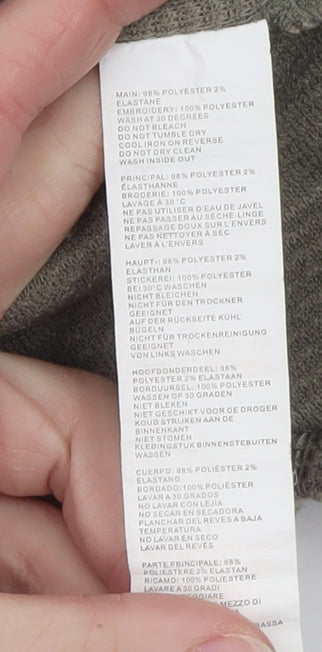 MAIN: 98% POLYESTER 2%
ELASTANE
EMBROIDERY: 100% POLYESTER
WASH AT 30 DEGREES
DO NOT BLEACH
DO NOT TUMBLE DRY
COOL IRON ON REVERSE
DO NOT DRY CLEAN
WASH INSIDE OUT
PRINCIPAL: 98% POLYESTER 2%
ÉLASTHANNE
BRODERIE: 100% POLYESTER
LAVAGE À 30°C
NE PAS UTILISER D'EAU DE JAVEL
NE PAS PASSER AU SÈCHE-LINGE
REPASSAGE DOUX SUR L'ENVERS
NE PAS NETTOYER À SEC
LAVER À L'ENVERS
HAUPT-: 98% POLYESTER 2%
ELASTHAN
STICKEREI: 100% POLYESTER
BEI 30°C WASCHEN
NICHT BLEICHEN
NICHT FÜR DEN TROCKNER
GEEIGNET
AUF DER RÜCKSEITE KÜHL
BÜGELN
NICHT FÜR TROCKENREINIGUNG
GEEIGNET
VON LINKS WASCHEN
HOOFDONDERDEEL: 98%
POLYESTER 2% ELASTAAN
BORDUURSEL: 100% POLYESTER
WASSEN OP 30 GRADEN
NIET BLEKEN
NIET GESCHIKT VOOR DE DROGER
KOUD STRIJKEN AAN DE
BINNENKANT
NIET STOMEN
KLEDINGSTUK BINNENSTEBUITEN
WASSEN
CUERPO: 98% POLIÉSTER 2%
ELASTANO
BORDADO: 100% POLIÉSTER
LAVAR A 30 GRADOS
NO LAVAR CON LEJÍA
NO SECAR EN SECADORA
PLANCHAR DEL REVÉS A BAJA
TEMPERATURA
NO LAVAR EN SECO
LAVAR DEL REVÉS
PARTE PRINCIPALE: 98%
POLIESTERE 2% ELASTAN
RICAMO: 100% POLIESTERE
LAVARE A 30 GRADI
MEZZO DI
BASSA